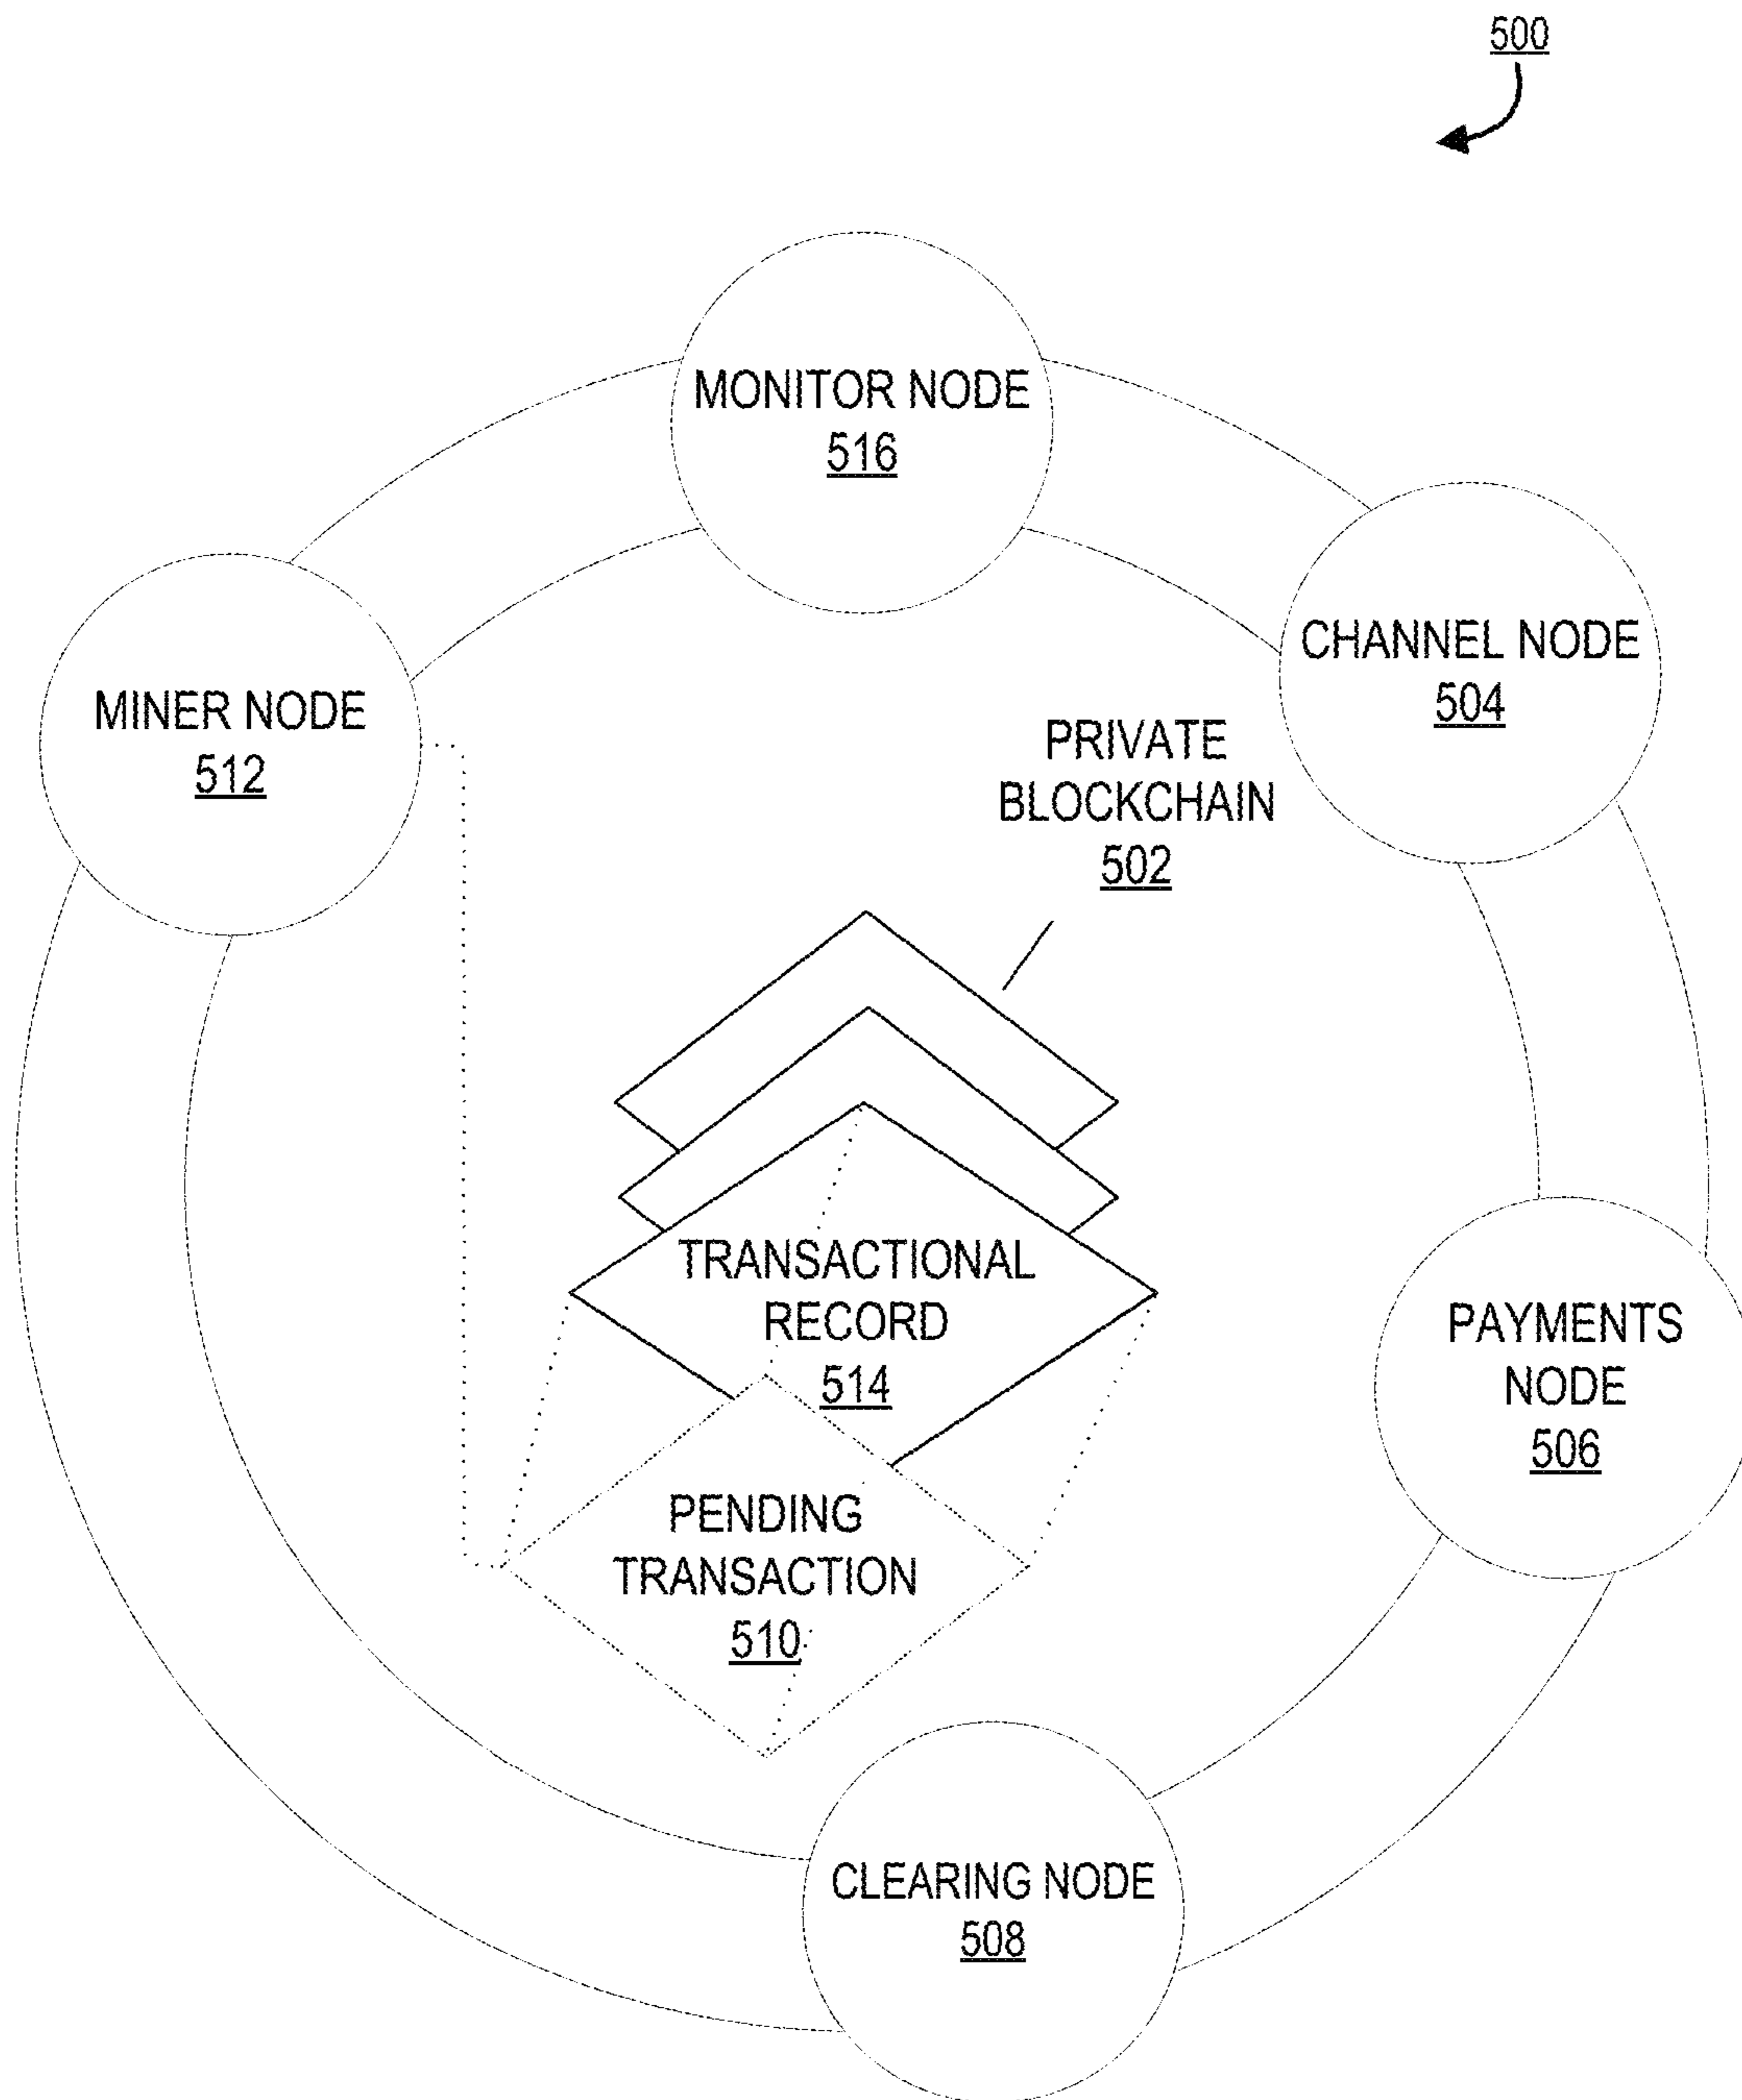 500
MONITOR NODE
516
CHANNEL NODE
504
MINER NODE
512
PRIVATE
BLOCKCHAIN
502
TRANSACTIONAL
RECORD
514
PAYMENTS
NODE
506
PENDING
TRANSACTION
510
CLEARING NODE
508